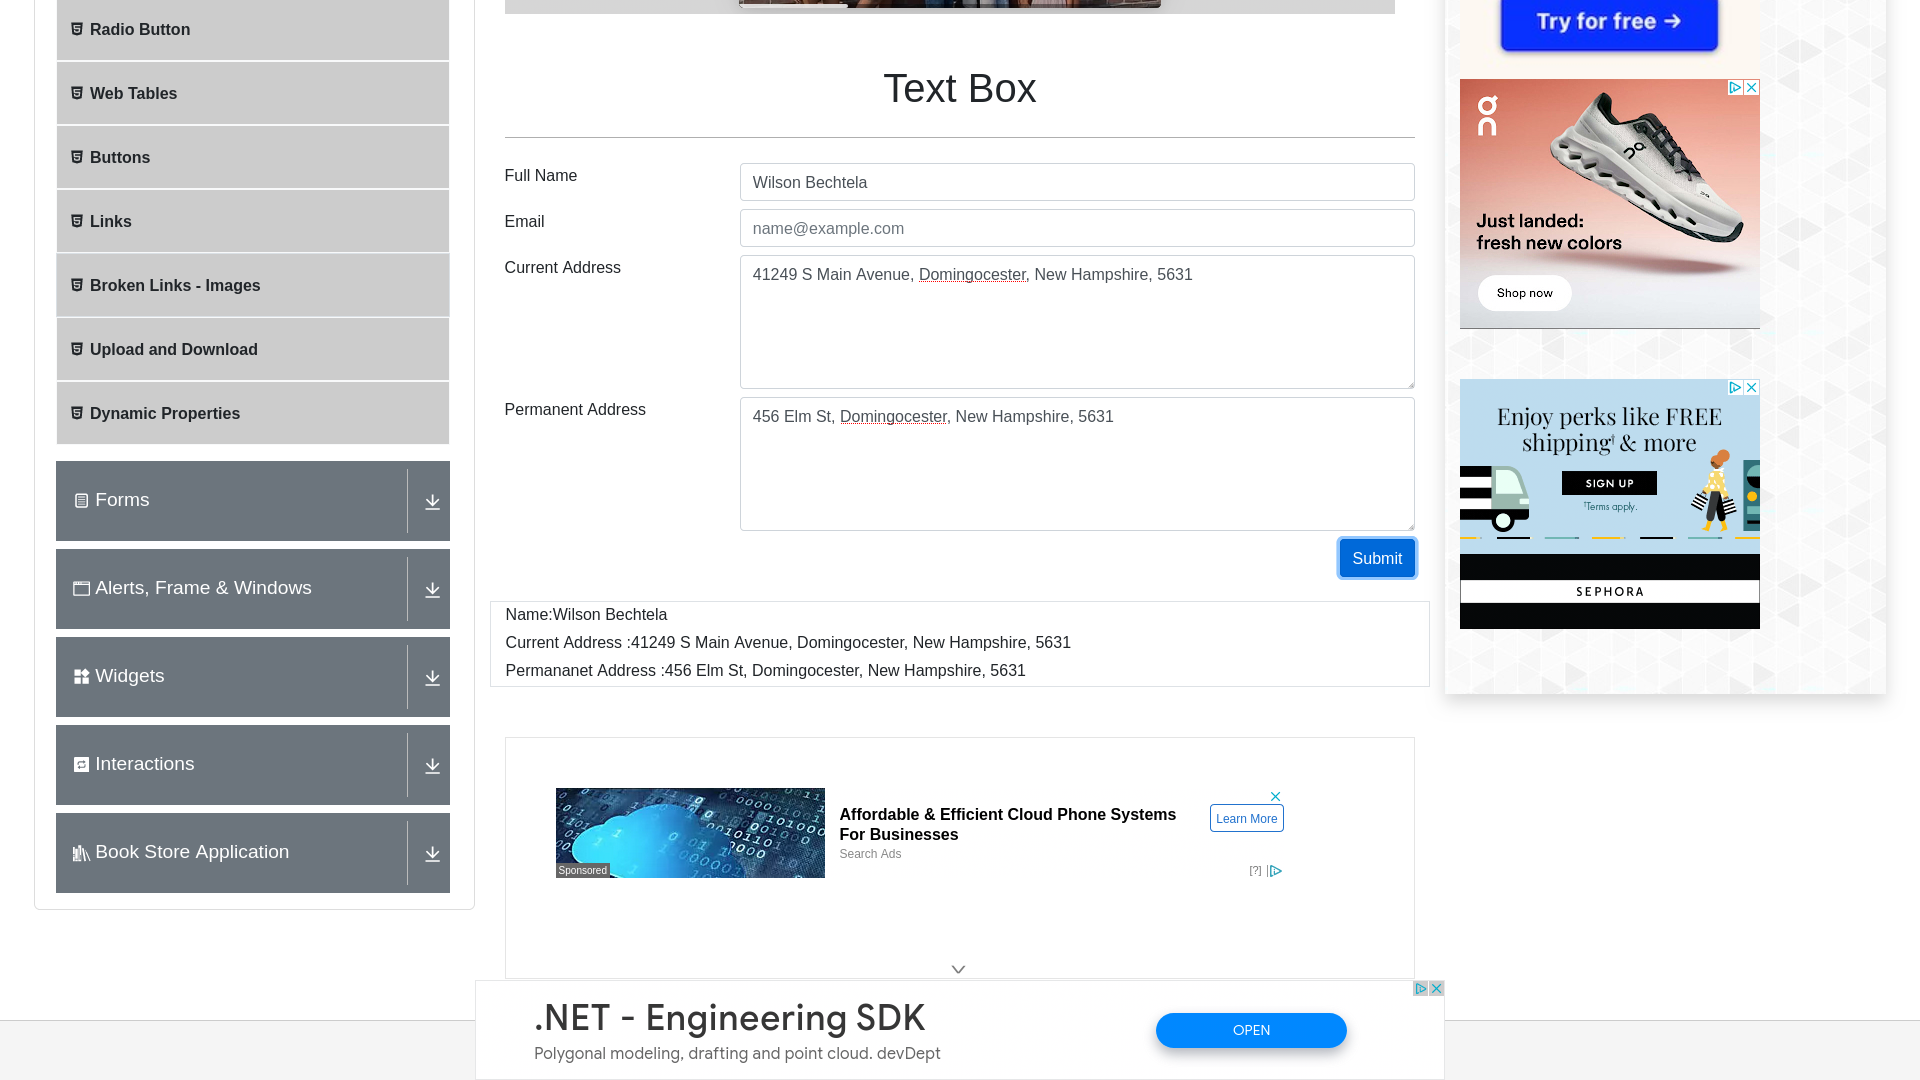 Radio Button
Web Tables
Buttons
Links
Broken Links - Images
Upload and Download
Dynamic Properties
Forms
Alerts, Frame & Windows
Widgets
Interactions
Book Store Application
Text Box
Full Name
Wilson Bechtela
Email
name@example.com
Current Address
41249 S Main Avenue, Domingocester, New Hampshire, 5631
Permanent Address
456 Elm St, Domingocester, New Hampshire, 5631
Submit
Name:Wilson Bechtela
Current Address :41249 S Main Avenue, Domingocester, New Hampshire, 5631
Permananet Address :456 Elm St, Domingocester, New Hampshire, 5631
Sponsored
Affordable & Efficient Cloud Phone Systems
For Businesses
Search Ads
Learn More
[?]
.NET - Engineering SDK
Polygonal modeling, drafting and point cloud. devDept
OPEN
Try for free →
on
Just landed:
fresh new colors
Shop now
Enjoy perks like FREE
shipping† & more
SIGN UP
†Terms apply.
SEPHORA